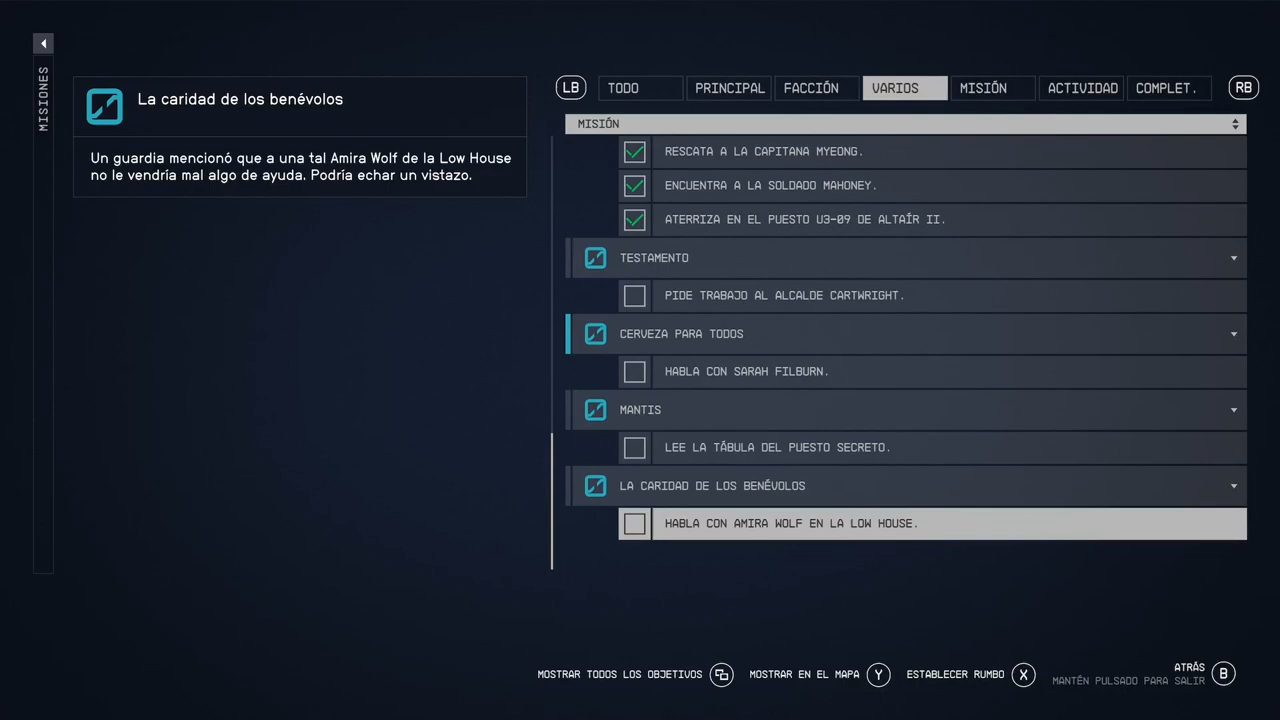 MISIONES
La caridad de los benévolos
Un guardia mencionó que a una tal Amira Wolf de la Low House
no le vendría mal algo de ayuda. Podría echar un vistazo.
LB
TODO
PRINCIPAL
FACCIÓN
VARIOS
MISIÓN
ACTIVIDAD
COMPLET.
RB
MISIÓN
RESCATA A LA CAPITANA MYEONG.
ENCUENTRA A LA SOLDADO MAHONEY.
ATERRIZA EN EL PUESTO U3-09 DE ALTAÍR II.
TESTAMENTO
PIDE TRABAJO AL ALCALDE CARTWRIGHT.
CERVEZA PARA TODOS
HABLA CON SARAH FILBURN.
MANTIS
LEE LA TÁBULA DEL PUESTO SECRETO.
LA CARIDAD DE LOS BENÉVOLOS
HABLA CON AMIRA WOLF EN LA LOW HOUSE.
MOSTRAR TODOS LOS OBJETIVOS
MOSTRAR EN EL MAPA Y
ESTABLECER RUMBO X
ATRÁS B
MANTÉN PULSADO PARA SALIR